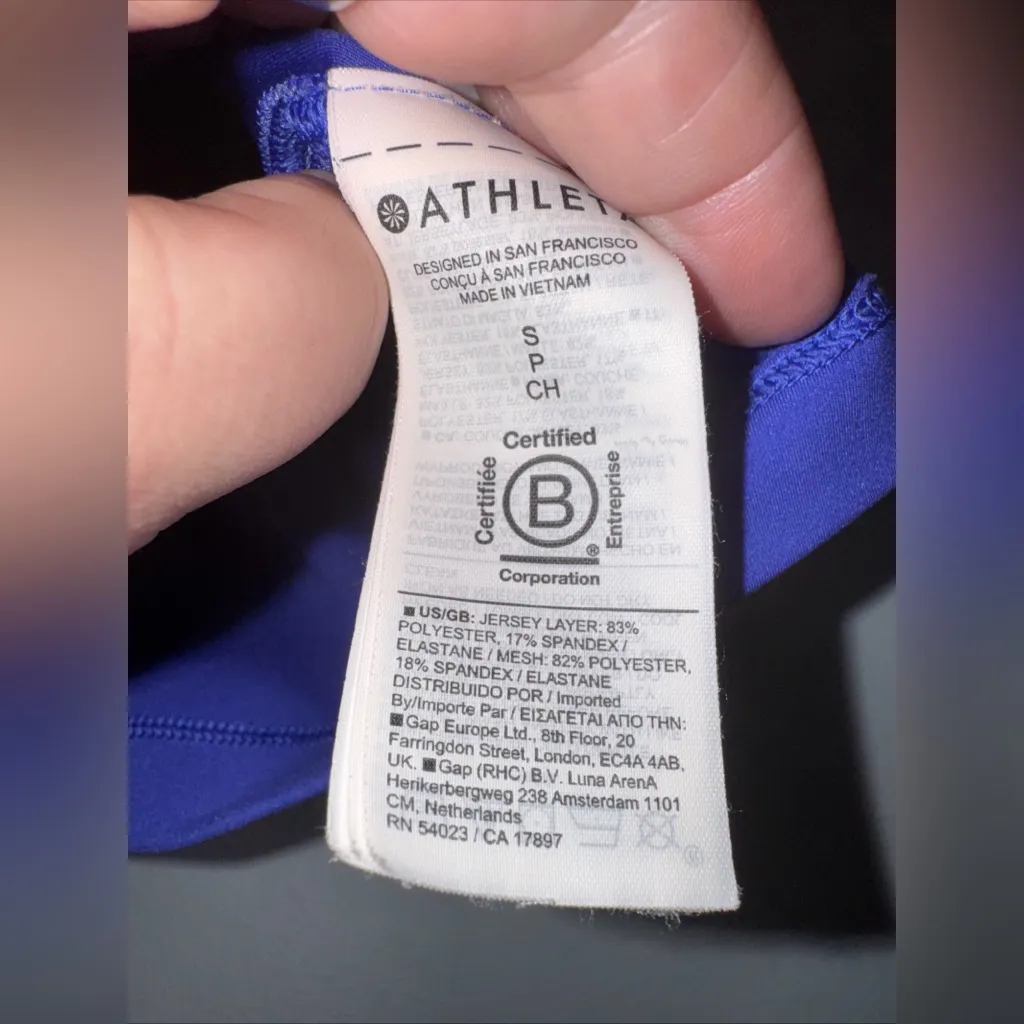 ATHLETA
DESIGNED IN SAN FRANCISCO
CONÇU À SAN FRANCISCO
MADE IN VIETNAM
S
P
CH
Certified
Certifiée
B
Entreprise
®
Corporation
US/GB: JERSEY LAYER: 83%
POLYESTER, 17% SPANDEX /
ELASTANE / MESH: 82% POLYESTER,
18% SPANDEX / ELASTANE
DISTRIBUIDO POR / Imported
By/Importe Par / ΕΙΣΑΓΕΤΑΙ ΑΠΟ ΤΗΝ:
Gap Europe Ltd., 8th Floor, 20
Farringdon Street, London, EC4A 4AB,
UK. Gap (RHC) B.V. Luna ArenA
Herikerbergweg 238 Amsterdam 1101
CM, Netherlands
RN 54023 / CA 17897